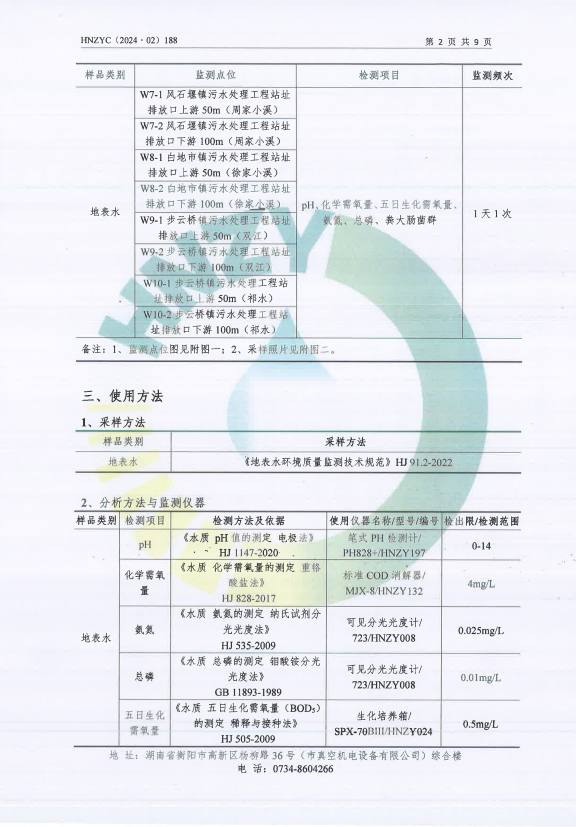 HNZYC（2024·02）188
第 2 页 共 9 页
样品类别 监测点位 检测项目 监测频次
地表水
W7-1 风石堰镇污水处理工程站址
排放口上游 50m（周家小溪）
W7-2 风石堰镇污水处理工程站址
排放口下游 100m（周家小溪）
W8-1 白地市镇污水处理工程站址
排放口上游 50m（徐家小溪）
W8-2 白地市镇污水处理工程站址
排放口下游 100m（徐家小溪）
W9-1 步云桥镇污水处理工程站址
排放口上游 50m（双江）
W9-2 步云桥镇污水处理工程站址
排放口下游 100m（双江）
W10-1 步云桥镇污水处理工程站
址排放口上游 50m（祁水）
W10-2 步云桥镇污水处理工程站
址排放口下游 100m（祁水）
pH、化学需氧量、五日生化需氧量、
氨氮、总磷、粪大肠菌群
1 天 1 次
备注：1、监测点位图见附图一；2、采样照片见附图二。
三、使用方法
1、采样方法
样品类别 采样方法
地表水 《地表水环境质量监测技术规范》HJ 91.2-2022
2、分析方法与监测仪器
样品类别 检测项目 检测方法及依据 使用仪器名称/型号/编号 检出限/检测范围
地表水
pH
《水质 pH 值的测定 电极法》
HJ 1147-2020
笔式 PH 检测计/
PH828+/HNZY197
0-14
化学需氧
量
《水质 化学需氧量的测定 重铬
酸盐法》
HJ 828-2017
标准 COD 消解器/
MJX-8/HNZY132
4mg/L
氨氮
《水质 氨氮的测定 纳氏试剂分
光光度法》
HJ 535-2009
可见分光光度计/
723/HNZY008
0.025mg/L
总磷
《水质 总磷的测定 钼酸铵分光
光度法》
GB 11893-1989
可见分光光度计/
723/HNZY008
0.01mg/L
五日生化
需氧量
《水质 五日生化需氧量（BOD₅）
的测定 稀释与接种法》
HJ 505-2009
生化培养箱/
SPX-70BIII/HNZY024
0.5mg/L
地 址：湖南省衡阳市高新区杨柳路 36 号（市真空机电设备有限公司）综合楼
电 话：0734-8604266
HNZY